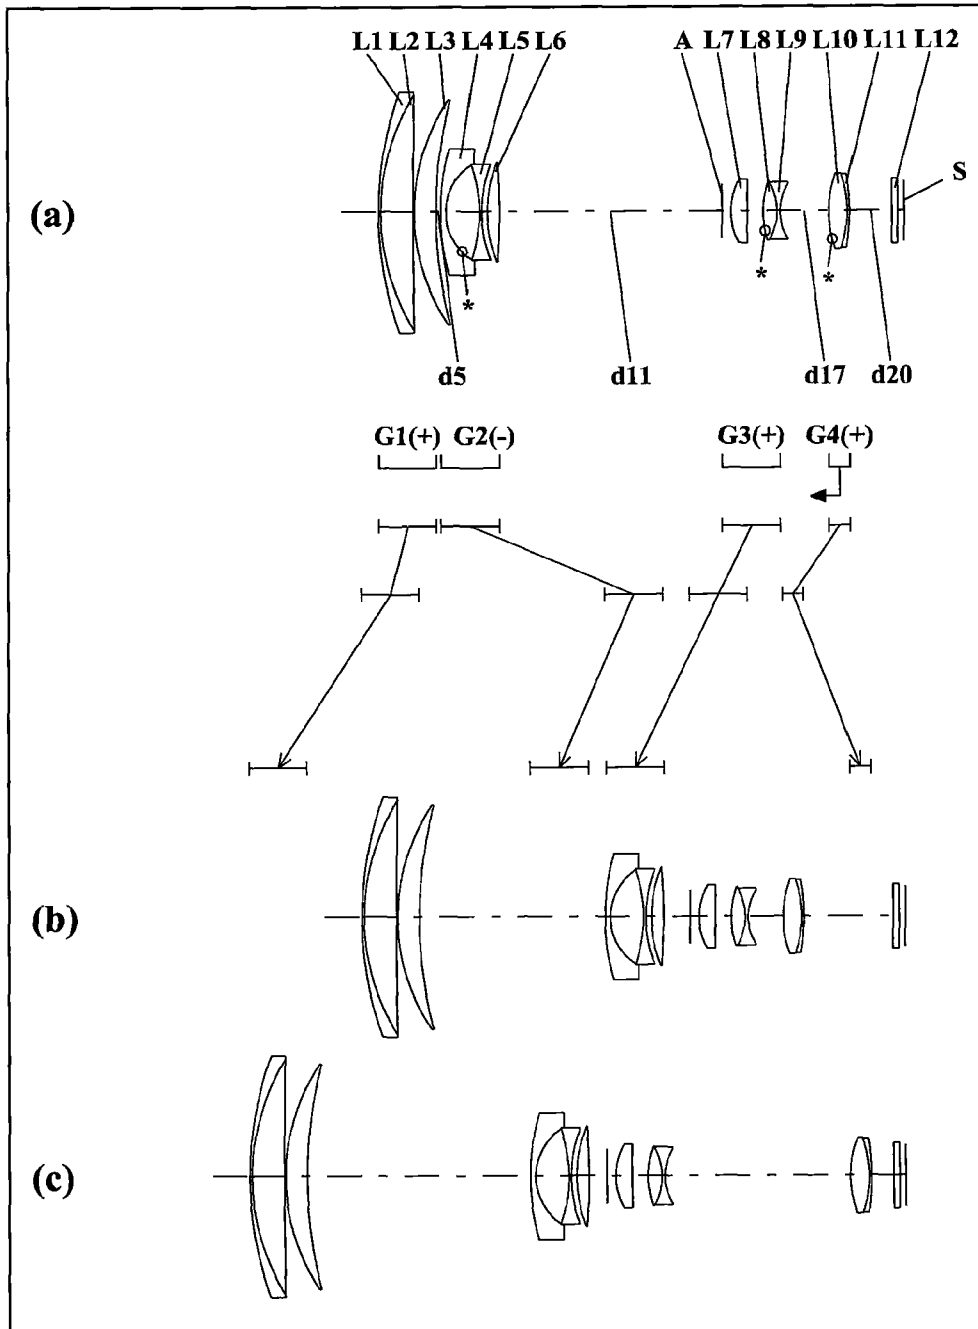 L1 L2 L3 L4 L5 L6 A L7 L8 L9 L10 L11 L12
S
(a)
* * *
d5 d11 d17 d20
G1(+) G2(-) G3(+) G4(+)
(b)
(c)